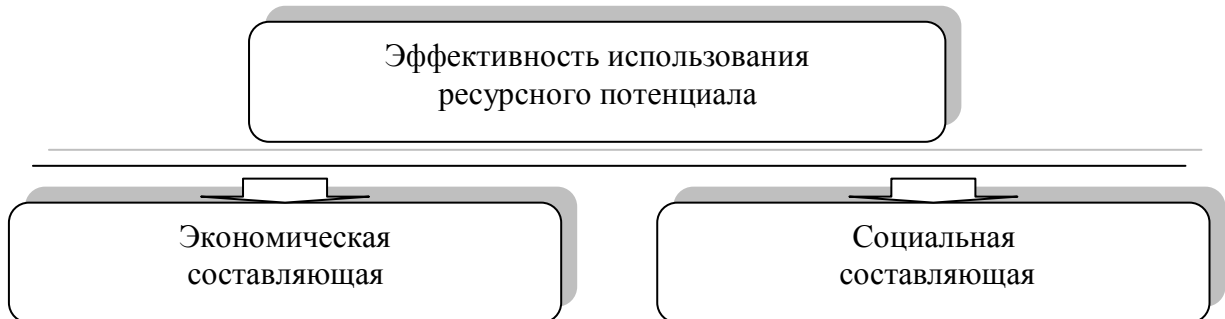 Эффективность использования
ресурсного потенциала
Экономическая
составляющая
Социальная
составляющая